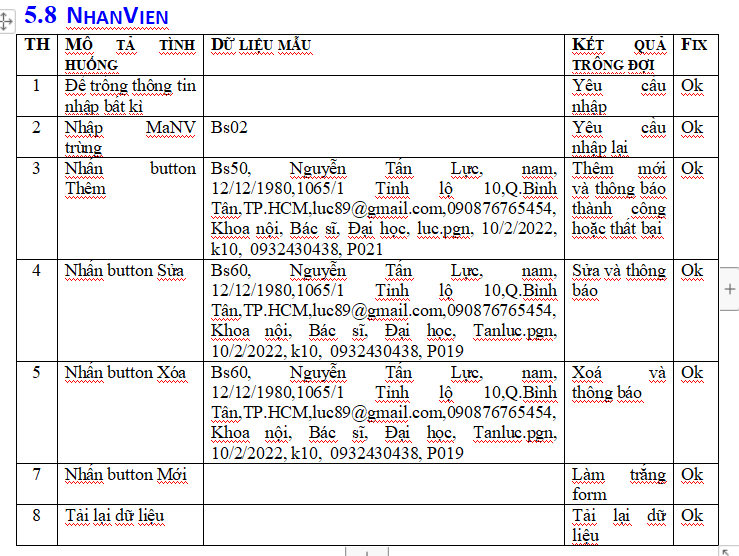 5.8 NHANVIEN
TH MÔ TẢ TÌNH HUỐNG DỮ LIỆU MẪU KẾT QUẢ TRÔNG ĐỢI FIX
1 Để trống thông tin
nhập bất kì
Yêu cầu
nhập
Ok
2 Nhập MaNV
trùng
Bs02
Yêu cầu
nhập lại
Ok
3 Nhấn button
Thêm
Bs50, Nguyễn Tấn Lực, nam,
12/12/1980,1065/1 Tỉnh lộ 10,Q.Bình
Tân,TP.HCM,luc89@gmail.com,090876765454,
Khoa nội, Bác sĩ, Đại học, luc.pgn, 10/2/2022,
k10, 0932430438, P021
Thêm mới
và thông báo
thành công
hoặc thất bại
Ok
4 Nhấn button Sửa
Bs60, Nguyễn Tấn Lực, nam,
12/12/1980,1065/1 Tỉnh lộ 10,Q.Bình
Tân,TP.HCM,luc89@gmail.com,090876765454,
Khoa nội, Bác sĩ, Đại học, Tanluc.pgn,
10/2/2022, k10, 0932430438, P019
Sửa và thông
báo
Ok
5 Nhấn button Xóa
Bs60, Nguyễn Tấn Lực, nam,
12/12/1980,1065/1 Tỉnh lộ 10,Q.Bình
Tân,TP.HCM,luc89@gmail.com,090876765454,
Khoa nội, Bác sĩ, Đại học, Tanluc.pgn,
10/2/2022, k10, 0932430438, P019
Xoá và
thông báo
Ok
7 Nhấn button Mới
Làm trắng
form
Ok
8 Tải lại dữ liệu
Tải lại dữ
liệu
Ok